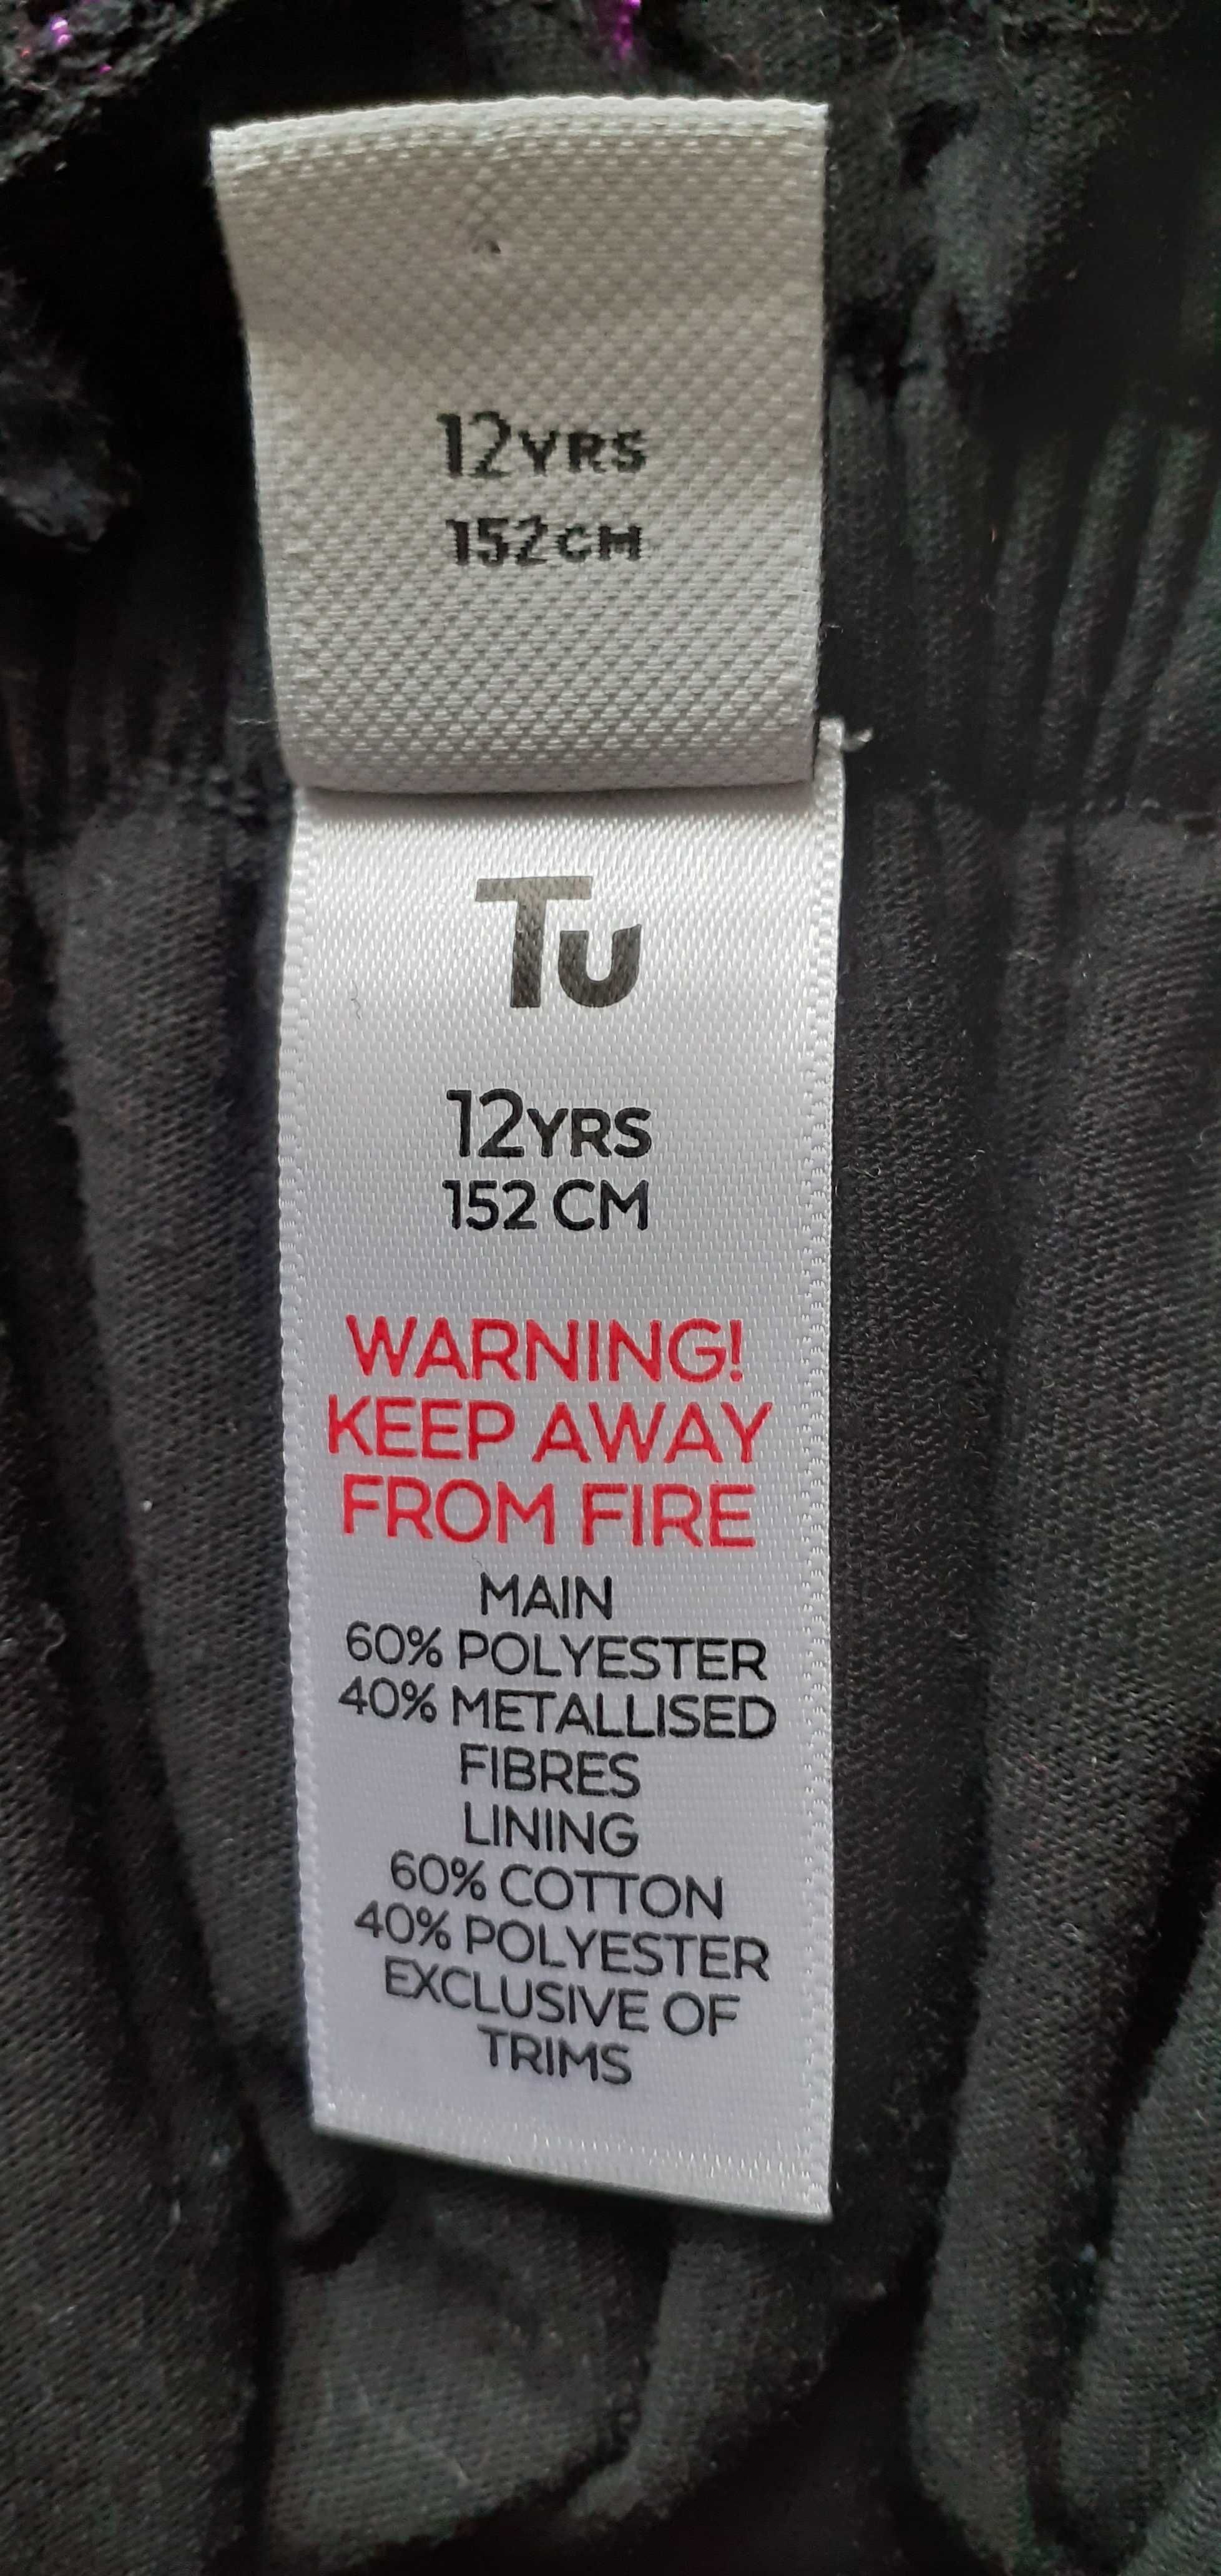 12YRS
152CM
Tu
12YRS
152 CM
WARNING!
KEEP AWAY
FROM FIRE
MAIN
60% POLYESTER
40% METALLISED
FIBRES
LINING
60% COTTON
40% POLYESTER
EXCLUSIVE OF
TRIMS